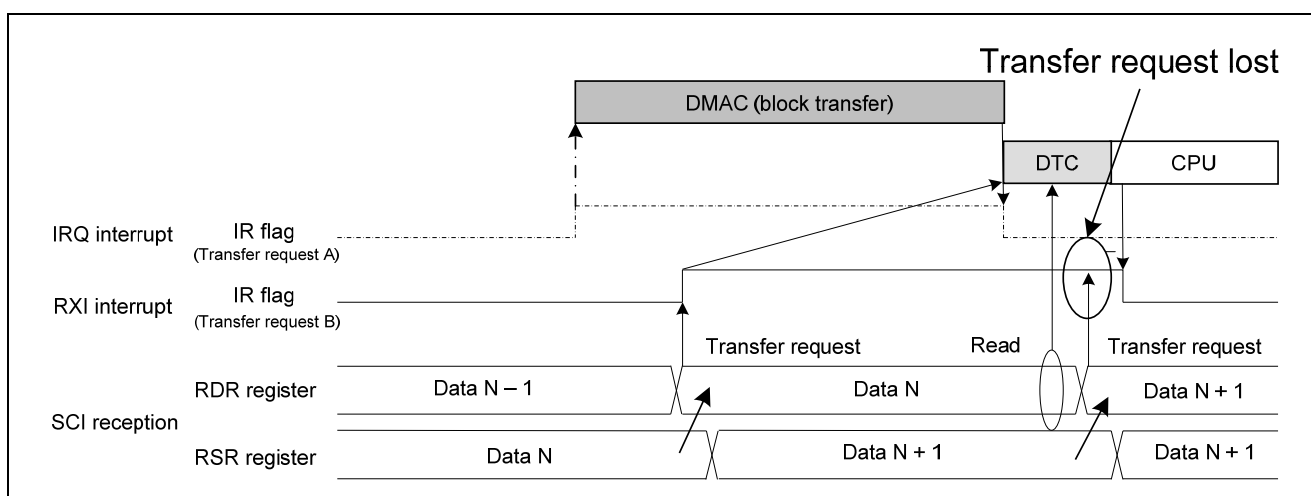 Transfer request lost
DMAC (block transfer)
DTC
CPU
IRQ interrupt
IR flag
(Transfer request A)
RXI interrupt
IR flag
(Transfer request B)
Transfer request
Read
Transfer request
SCI reception
RDR register
Data N – 1
Data N
Data N + 1
RSR register
Data N
Data N + 1
Data N + 1